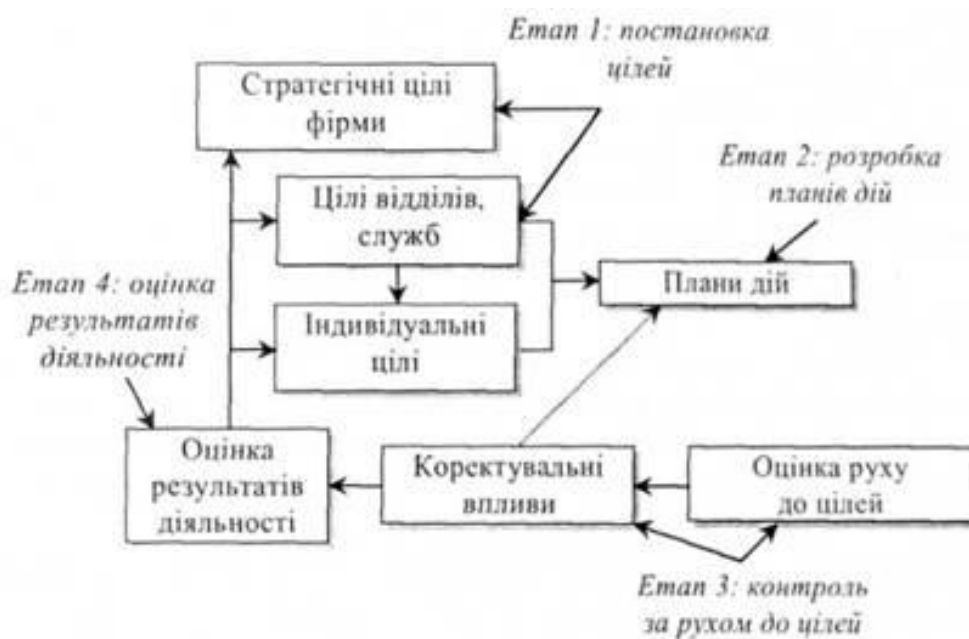 Етап 1: постановка
цілей
Стратегічні цілі
фірми
Етап 2: розробка
планів дій
Цілі відділів,
служб
Етап 4: оцінка
результатів
діяльності
Плани дій
Індивідуальні
цілі
Оцінка
результатів
діяльності
Коректувальні
впливи
Оцінка руху
до цілей
Етап 3: контроль
за рухом до цілей